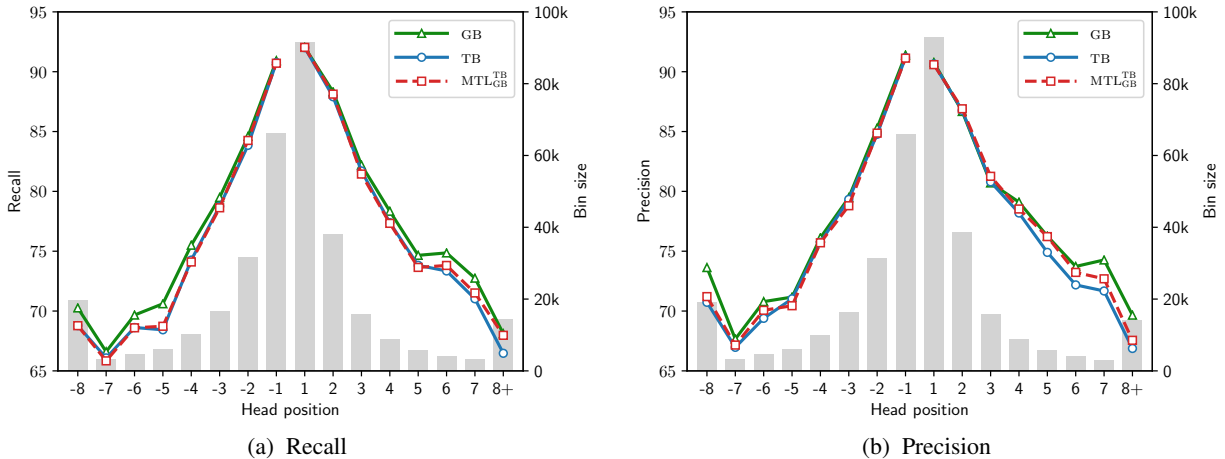 95
90
85
80
75
70
65
Recall
100k
80k
60k
40k
20k
0
Bin size
GB
TB
MTL^TB_GB
-8 -7 -6 -5 -4 -3 -2 -1 1 2 3 4 5 6 7 8+
Head position
(a) Recall
95
90
85
80
75
70
65
Precision
100k
80k
60k
40k
20k
0
Bin size
GB
TB
MTL^TB_GB
-8 -7 -6 -5 -4 -3 -2 -1 1 2 3 4 5 6 7 8+
Head position
(b) Precision